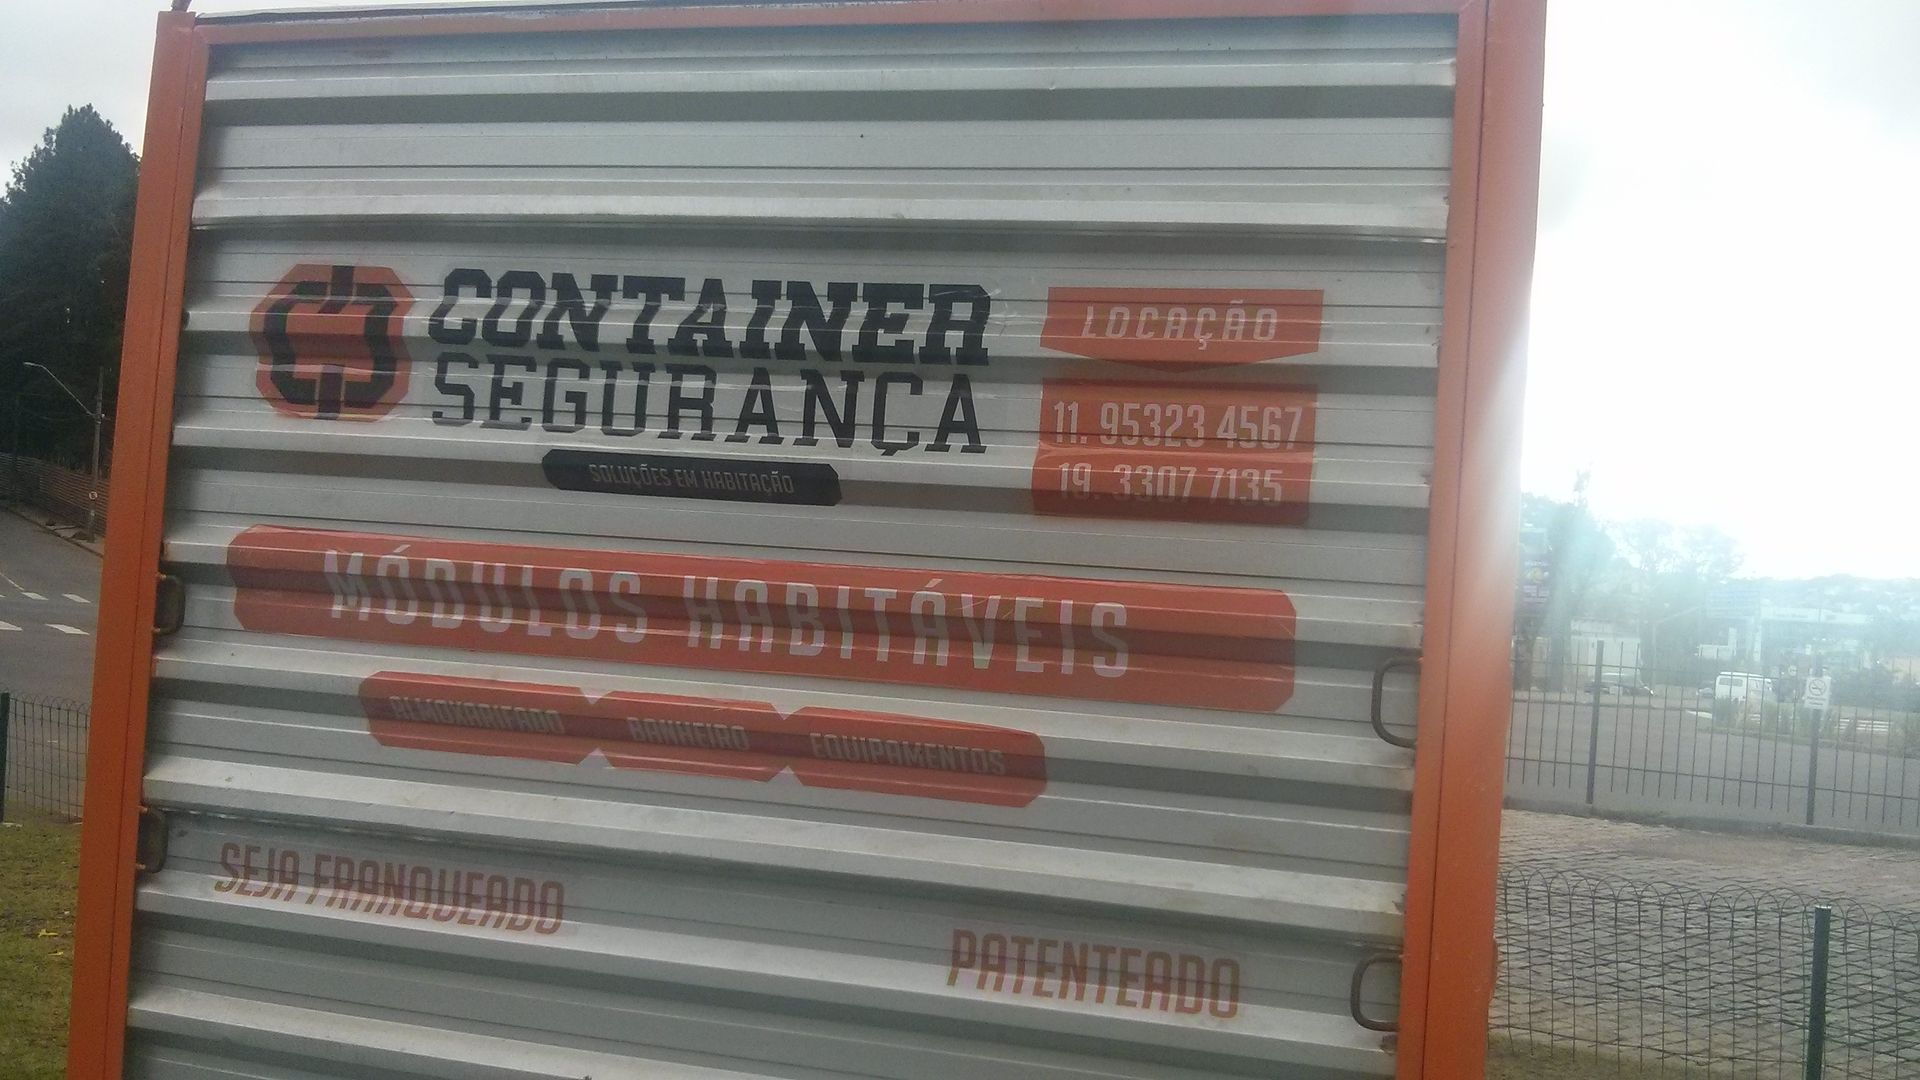 CONTAINER
SEGURANÇA
SOLUÇÕES EM HABITAÇÃO
LOCAÇÃO
11. 95323 4567
19. 3307 7135
MÓDULOS HABITÁVEIS
ALMOXARIFADO BANHEIRO EQUIPAMENTOS
SEJA FRANQUEADO
PATENTEADO